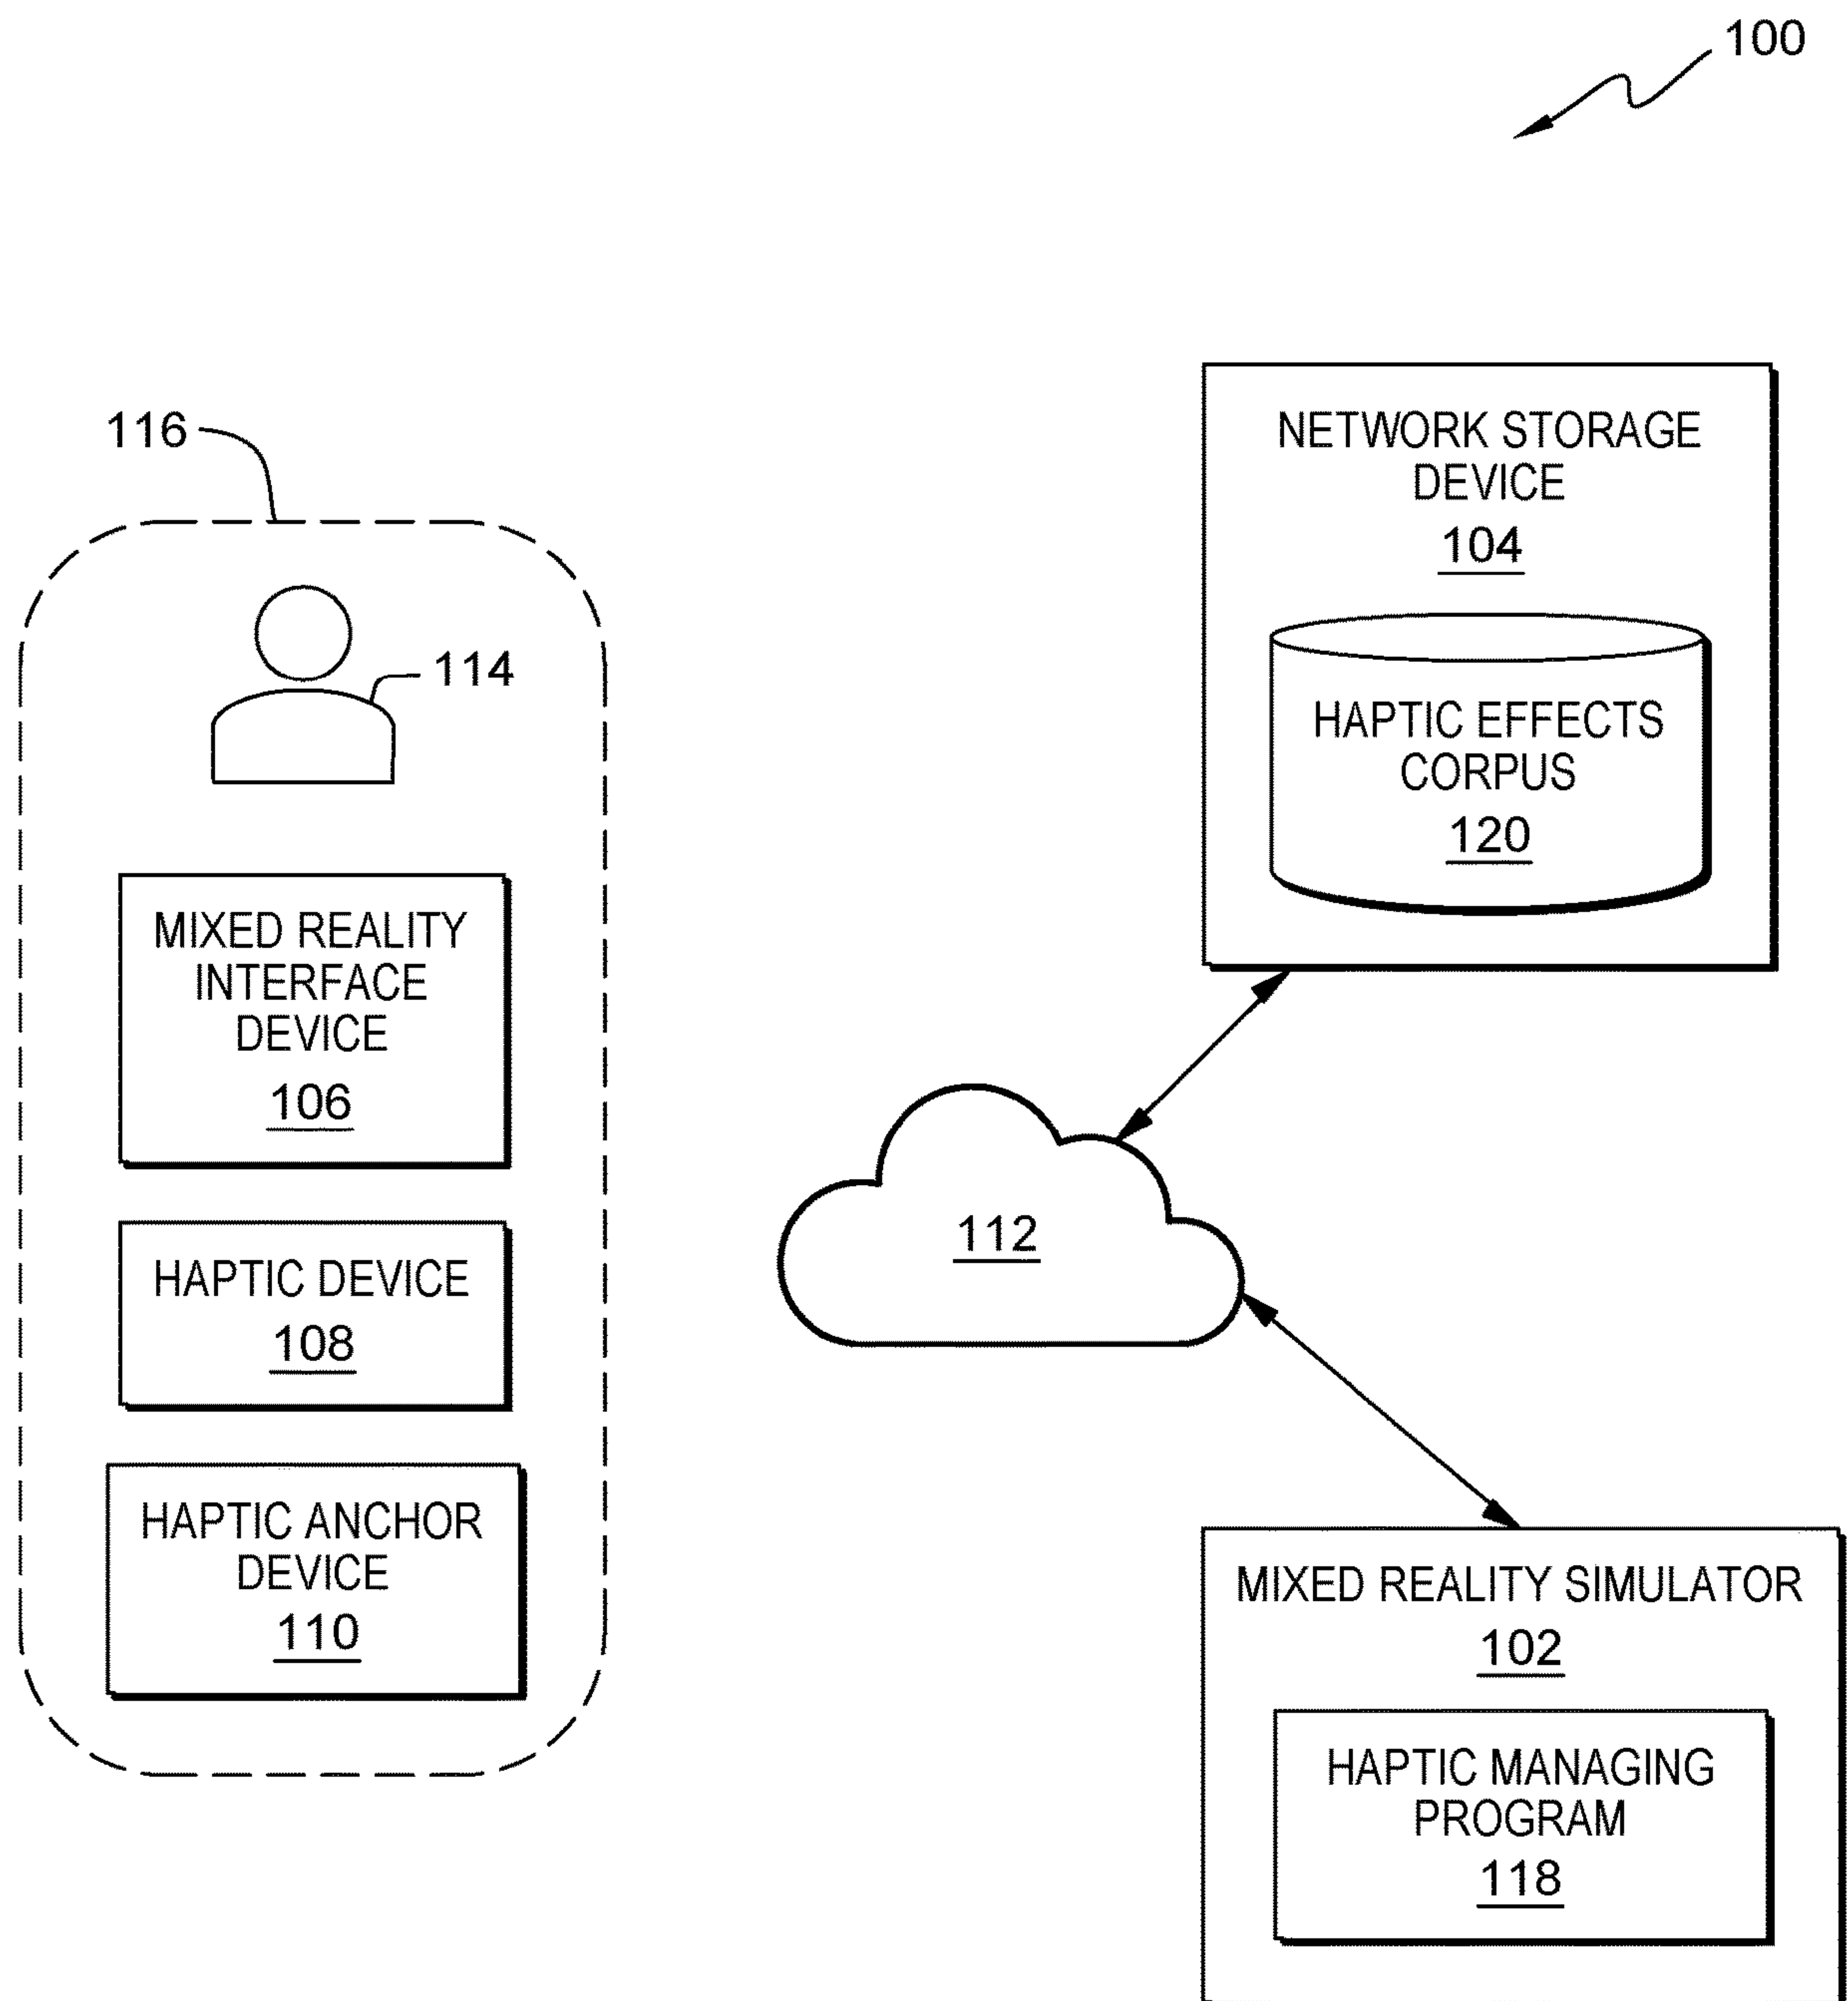 100
116
114
MIXED REALITY
INTERFACE
DEVICE
106
HAPTIC DEVICE
108
HAPTIC ANCHOR
DEVICE
110
NETWORK STORAGE
DEVICE
104
HAPTIC EFFECTS
CORPUS
120
112
MIXED REALITY SIMULATOR
102
HAPTIC MANAGING
PROGRAM
118